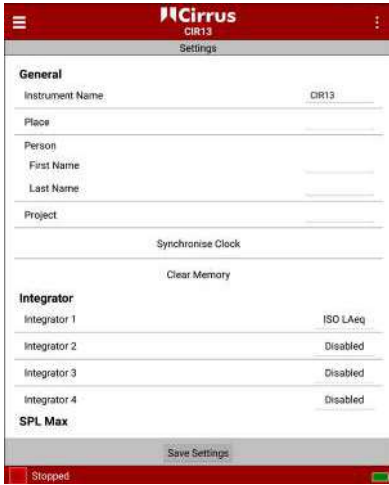 Cirrus
CIR13
Settings
General
Instrument Name CIR13
Place
Person
First Name
Last Name
Project
Synchronise Clock
Clear Memory
Integrator
Integrator 1 ISO LAeq
Integrator 2 Disabled
Integrator 3 Disabled
Integrator 4 Disabled
SPL Max
Save Settings
Stopped